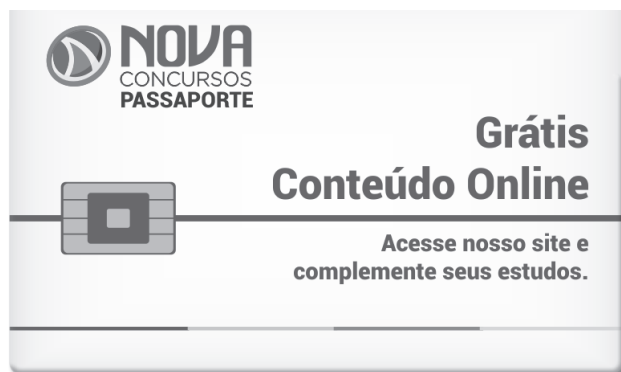 NOVA
CONCURSOS
PASSAPORTE
Grátis
Conteúdo Online
Acesse nosso site e
complemente seus estudos.